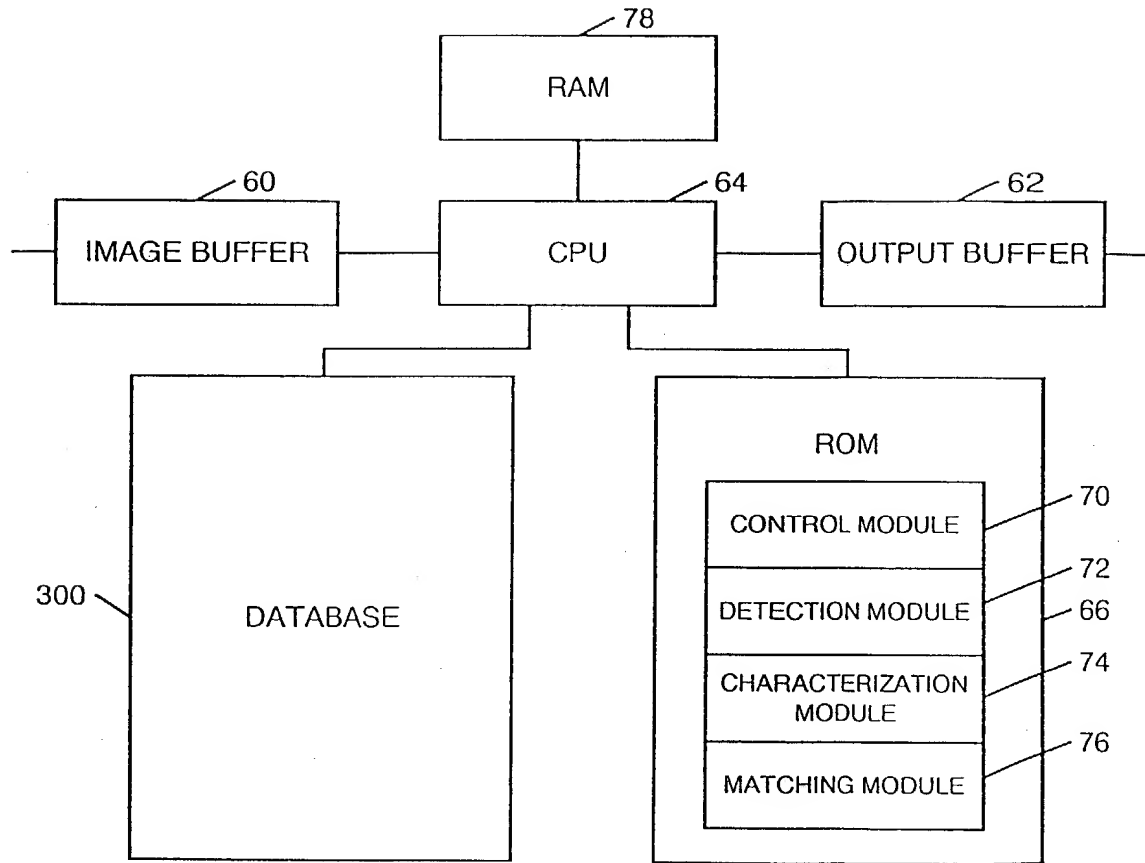 78
RAM
60
64
62
IMAGE BUFFER
CPU
OUTPUT BUFFER
ROM
70
CONTROL MODULE
72
300
DATABASE
DETECTION MODULE
66
74
CHARACTERIZATION
MODULE
76
MATCHING MODULE